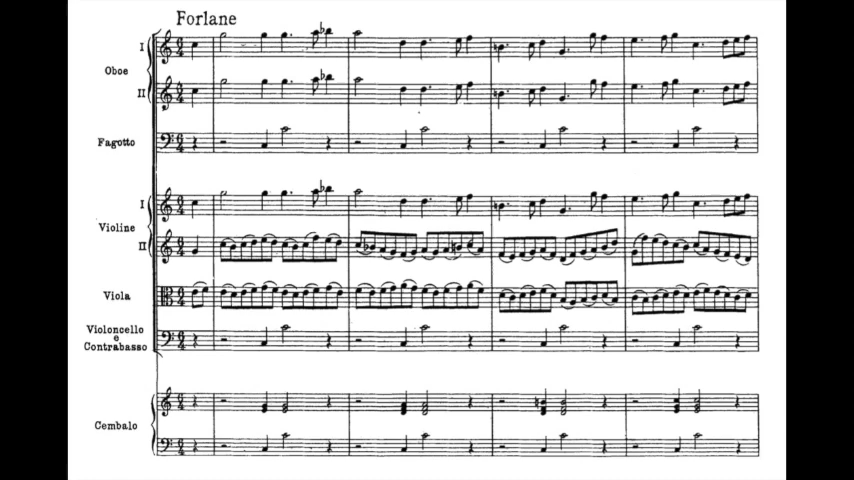 Forlane
I
Oboe
II
Fagotto
I
Violine
II
Viola
Violoncello
e
Contrabasso
Cembalo